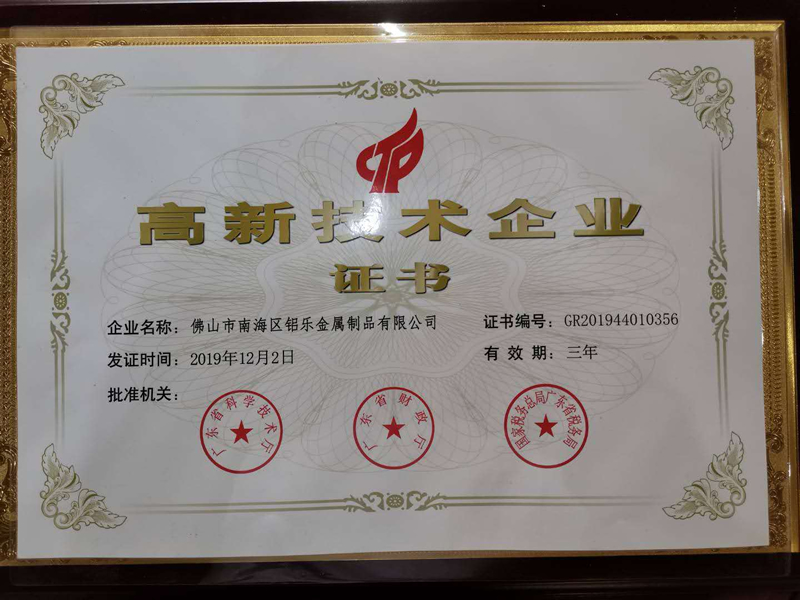 高新技术企业
证书
企业名称：佛山市南海区铝乐金属制品有限公司
证书编号：GR201944010356
发证时间：2019年12月2日
有效期：三年
批准机关：
广东省科学技术厅
广东省财政厅
国家税务总局广东省税务局